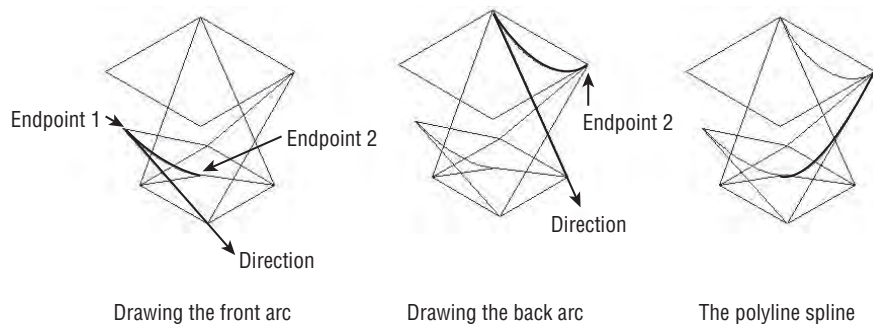 Endpoint 1
Endpoint 2
Direction
Drawing the front arc
Endpoint 2
Direction
Drawing the back arc
The polyline spline